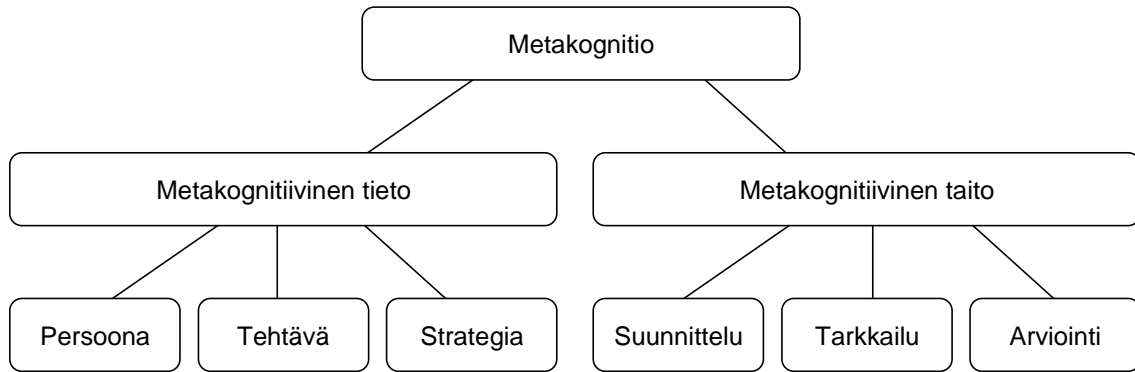 Metakognitio
Metakognitiivinen tieto
Metakognitiivinen taito
Persoona
Tehtävä
Strategia
Suunnittelu
Tarkkailu
Arviointi